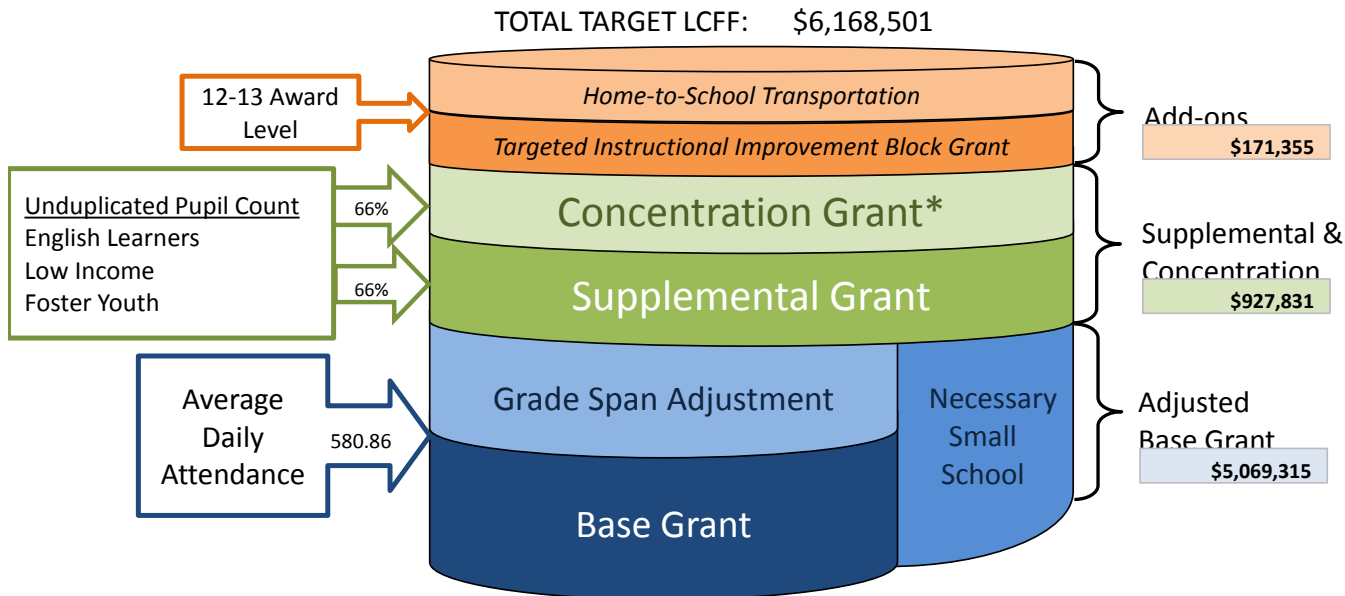 TOTAL TARGET LCFF: $6,168,501
12-13 Award
Level
Home-to-School Transportation
Targeted Instructional Improvement Block Grant
Add-ons
$171,355
Unduplicated Pupil Count
English Learners
Low Income
Foster Youth
66%
66%
Concentration Grant*
Supplemental Grant
Supplemental &
Concentration
$927,831
Average
Daily
Attendance
580.86
Grade Span Adjustment
Base Grant
Necessary
Small
School
Adjusted
Base Grant
$5,069,315